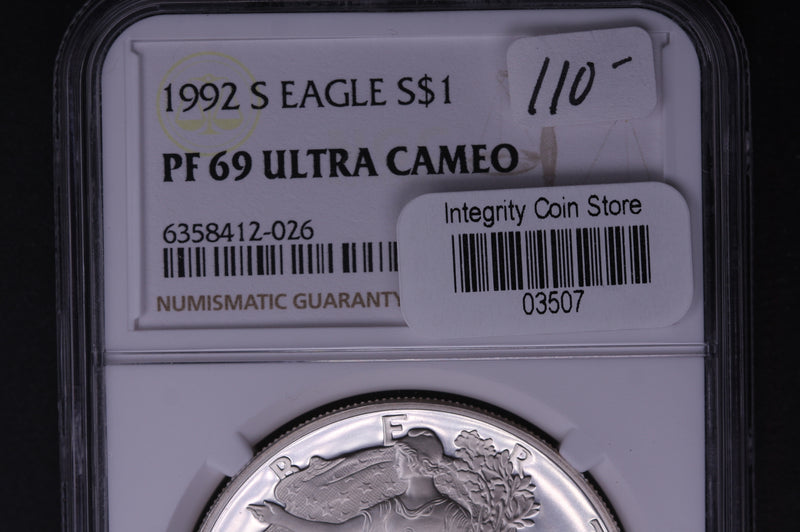 1992 S EAGLE S$1
110-
PF 69 ULTRA CAMEO
6358412-026
Integrity Coin Store
03507
NUMISMATIC GUARANTY
B E R